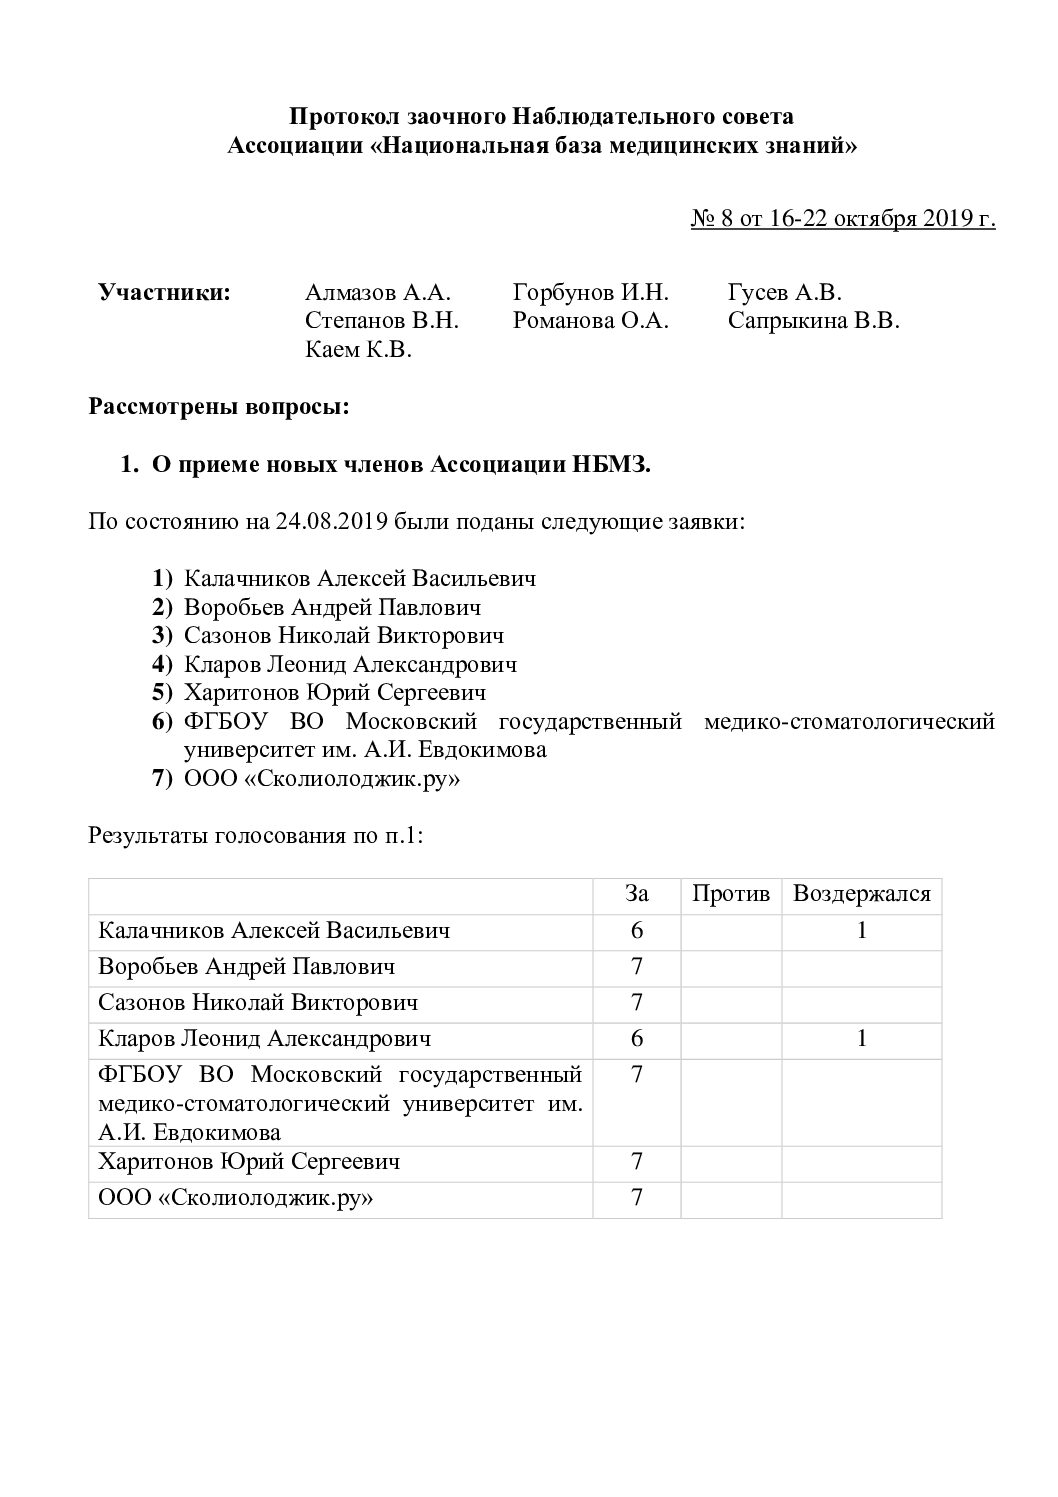 Протокол заочного Наблюдательного совета
Ассоциации «Национальная база медицинских знаний»
№ 8 от 16-22 октября 2019 г.
Участники: Алмазов А.А. Горбунов И.Н. Гусев А.В.
Степанов В.Н. Романова О.А. Сапрыкина В.В.
Каем К.В.
Рассмотрены вопросы:
1. О приеме новых членов Ассоциации НБМЗ.
По состоянию на 24.08.2019 были поданы следующие заявки:
1) Калачников Алексей Васильевич
2) Воробьев Андрей Павлович
3) Сазонов Николай Викторович
4) Кларов Леонид Александрович
5) Харитонов Юрий Сергеевич
6) ФГБОУ ВО Московский государственный медико-стоматологический
университет им. А.И. Евдокимова
7) ООО «Сколиолоджик.ру»
Результаты голосования по п.1:
За Против Воздержался
Калачников Алексей Васильевич 6 1
Воробьев Андрей Павлович 7
Сазонов Николай Викторович 7
Кларов Леонид Александрович 6 1
ФГБОУ ВО Московский государственный 7
медико-стоматологический университет им.
А.И. Евдокимова
Харитонов Юрий Сергеевич 7
ООО «Сколиолоджик.ру» 7